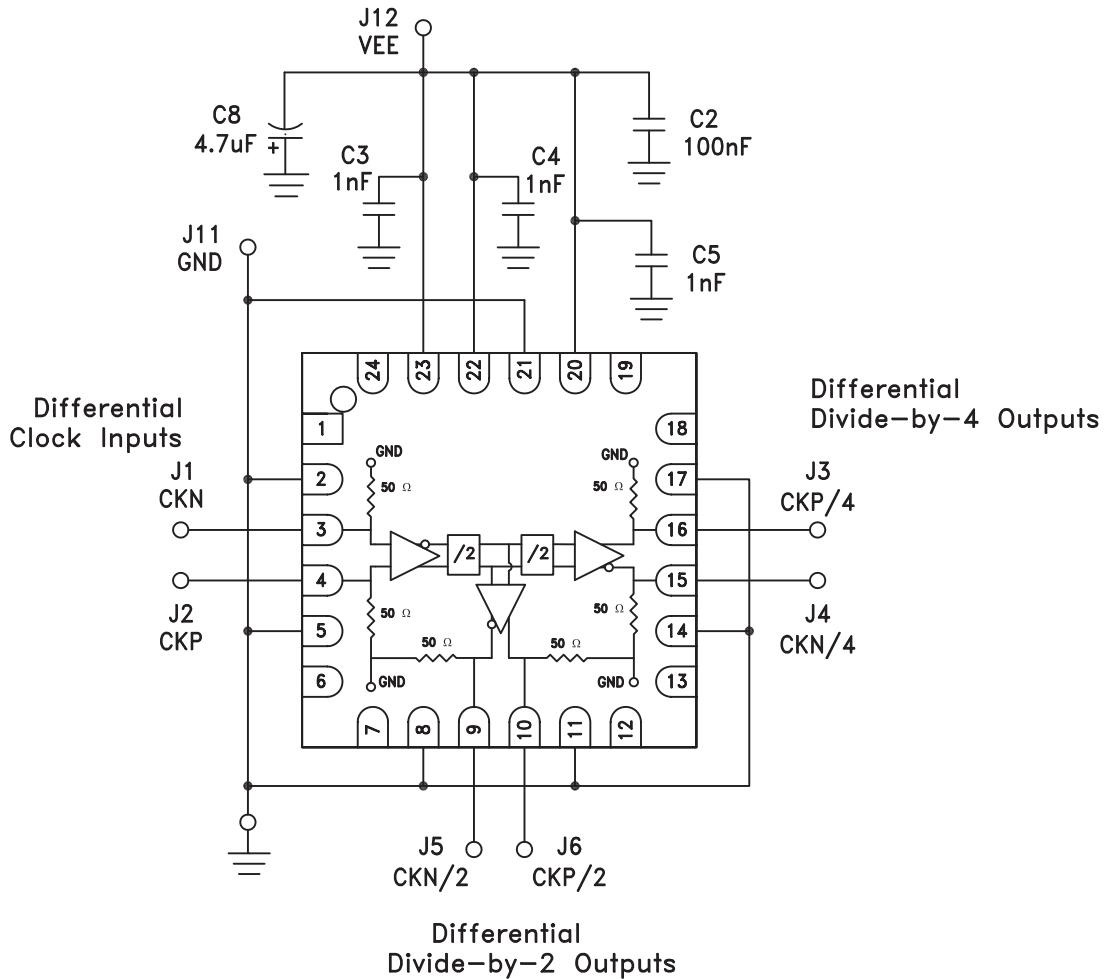 J12
VEE
C8
4.7uF
+
C2
100nF
C3
1nF
C4
1nF
J11
GND
C5
1nF
24
23
22
21
20
19
Differential
Clock Inputs
Differential
Divide-by-4 Outputs
1
18
GND
GND
J1
CKN
2
50 Ω
50 Ω
17
J3
CKP/4
3
16
/2
/2
J2
CKP
4
15
J4
CKN/4
50 Ω
50 Ω
5
50 Ω
50 Ω
14
6
GND
GND
13
7
8
9
10
11
12
J5
CKN/2
J6
CKP/2
Differential
Divide-by-2 Outputs